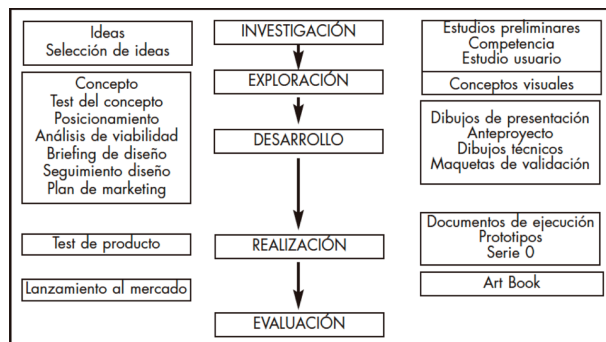 Ideas
Selección de ideas
Concepto
Test del concepto
Posicionamiento
Análisis de viabilidad
Briefing de diseño
Seguimiento diseño
Plan de marketing
Test de producto
Lanzamiento al mercado
INVESTIGACIÓN
EXPLORACIÓN
DESARROLLO
REALIZACIÓN
EVALUACIÓN
Estudios preliminares
Competencia
Estudio usuario
Conceptos visuales
Dibujos de presentación
Anteproyecto
Dibujos técnicos
Maquetas de validación
Documentos de ejecución
Prototipos
Serie 0
Art Book